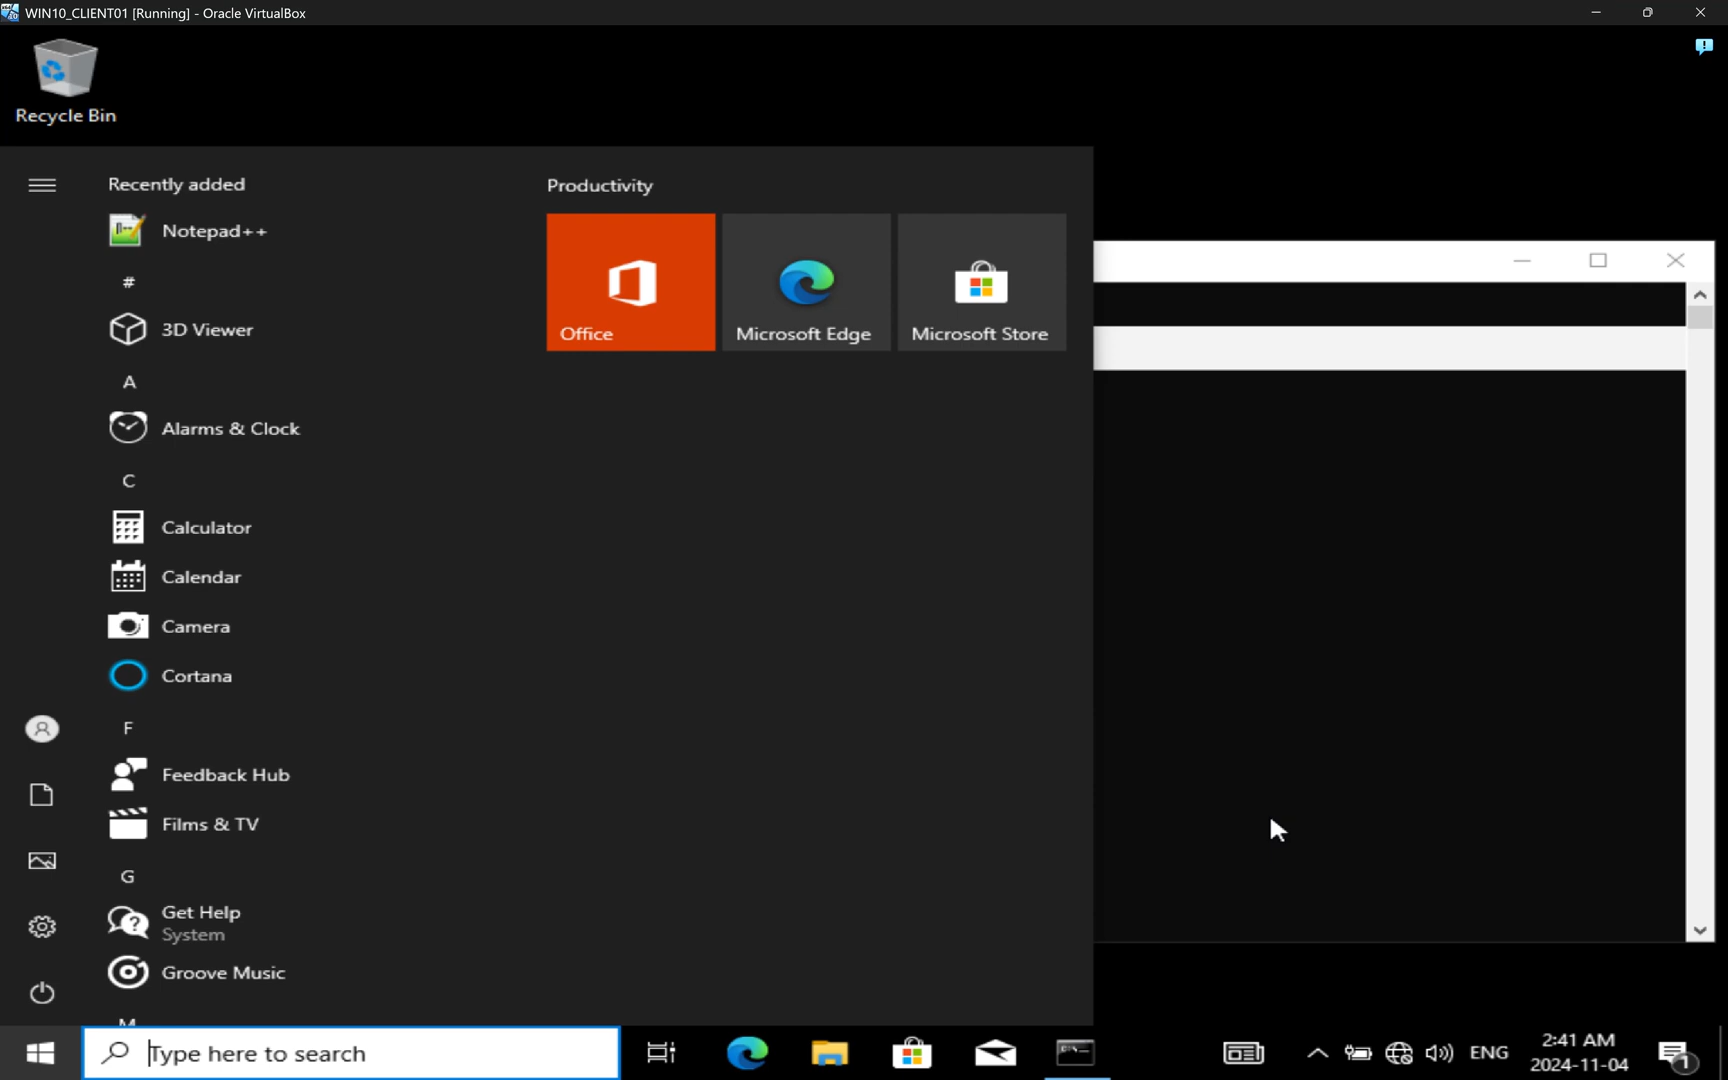 WIN10_CLIENT01 [Running] - Oracle VirtualBox
Recycle Bin
Recently added
Notepad++
#
3D Viewer
A
Alarms & Clock
C
Calculator
Calendar
Camera
Cortana
F
Feedback Hub
Films & TV
G
Get Help
System
Groove Music
M
Productivity
Office
Microsoft Edge
Microsoft Store
Type here to search
ENG
2:41 AM
2024-11-04
1